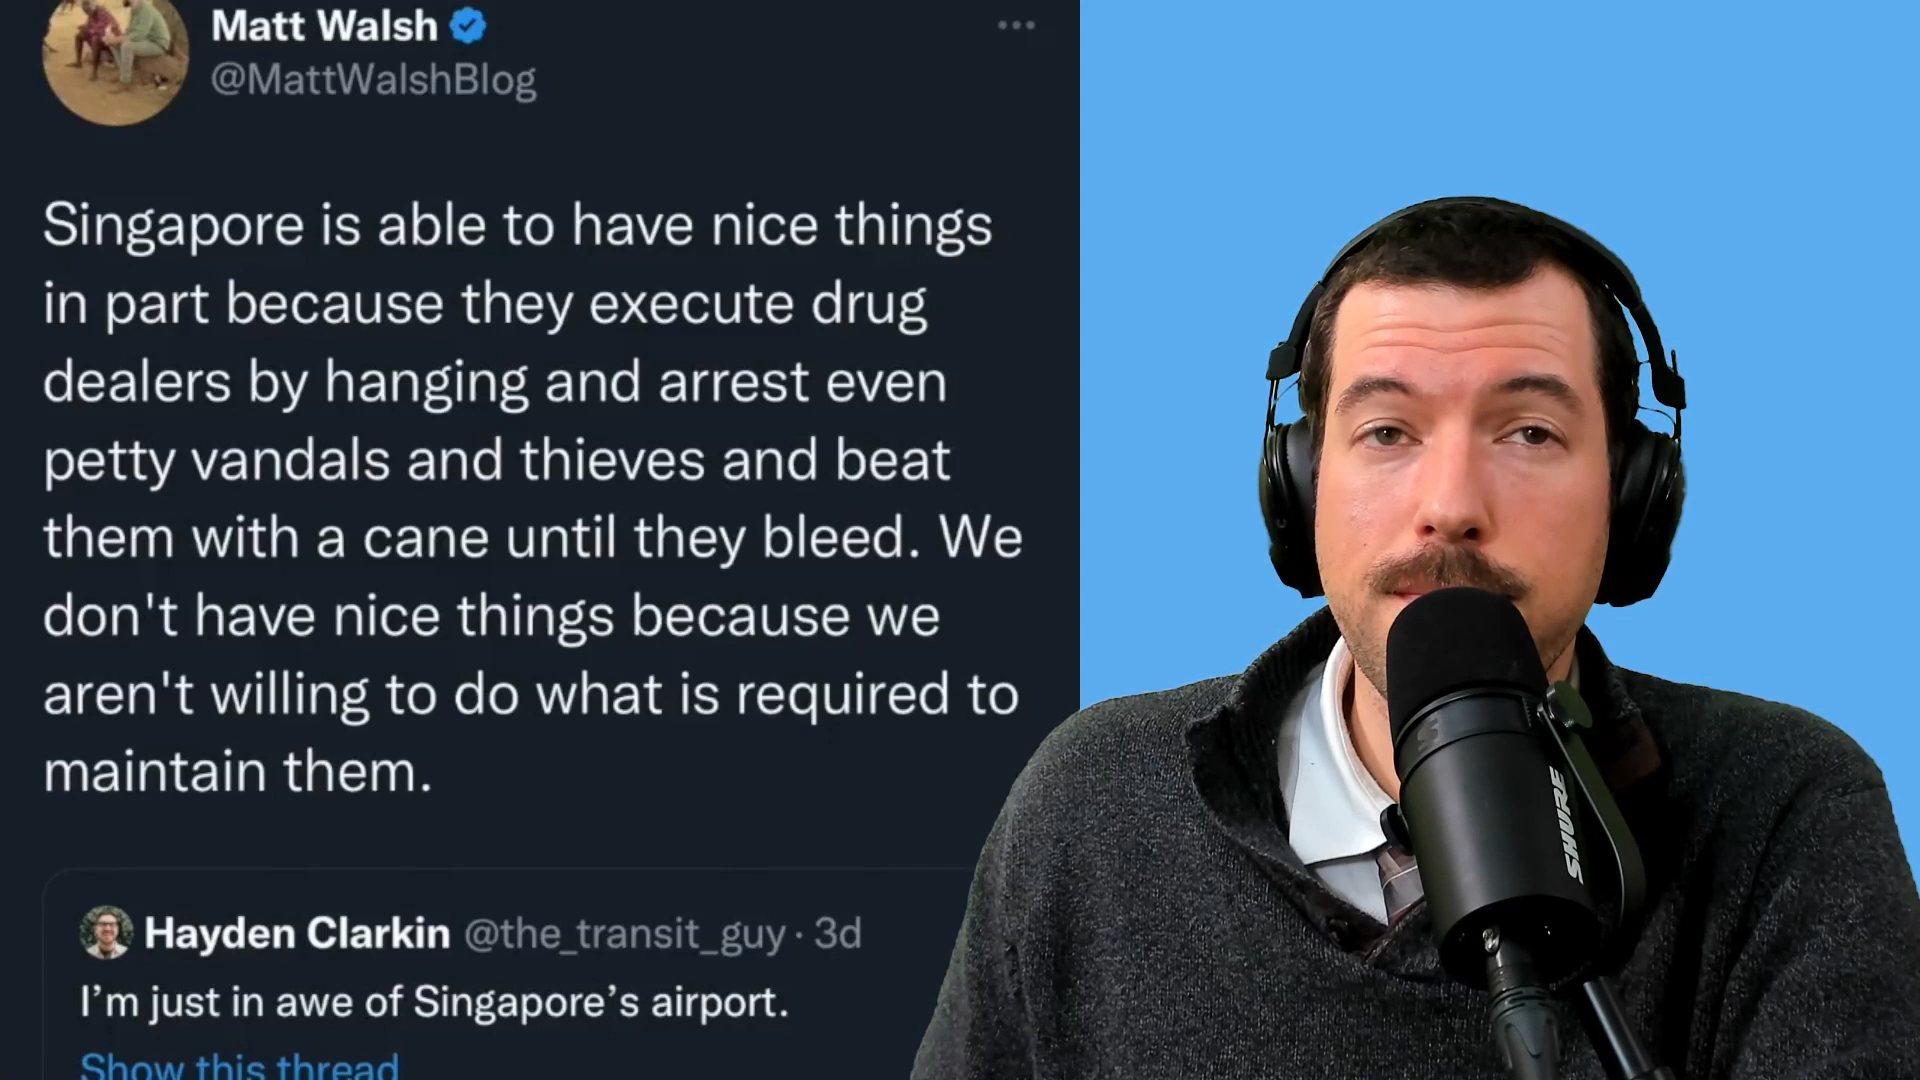 Matt Walsh
@MattWalshBlog
Singapore is able to have nice things
in part because they execute drug
dealers by hanging and arrest even
petty vandals and thieves and beat
them with a cane until they bleed. We
don't have nice things because we
aren't willing to do what is required to
maintain them.
Hayden Clarkin @the_transit_guy · 3d
I’m just in awe of Singapore’s airport.
Show this thread
SHURE